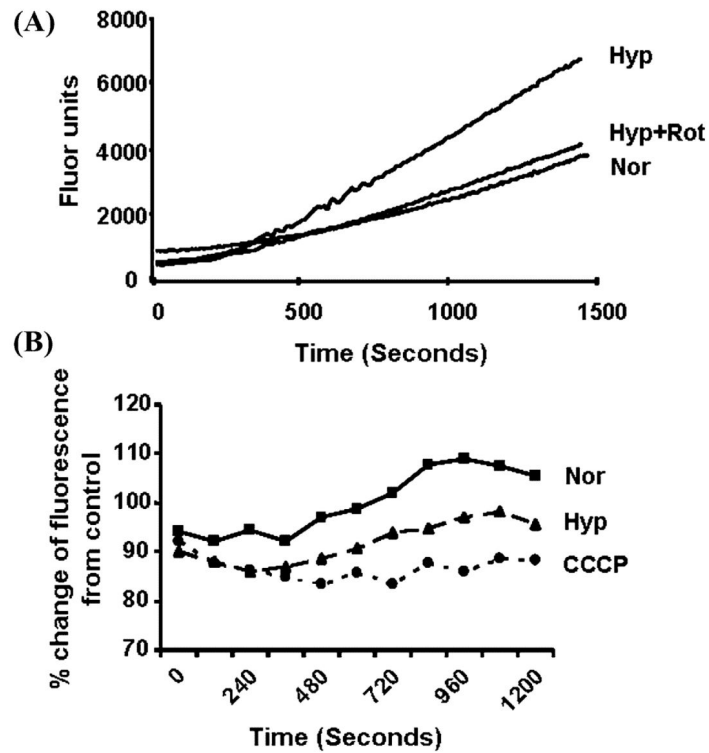 (A)
8000
6000
4000
2000
0
Fluor units
Hyp
Hyp+Rot
Nor
0
500
1000
1500
Time (Seconds)
(B)
120
110
100
90
80
70
% change of fluorescence
from control
Nor
Hyp
CCCP
0
240
480
720
960
1200
Time (Seconds)